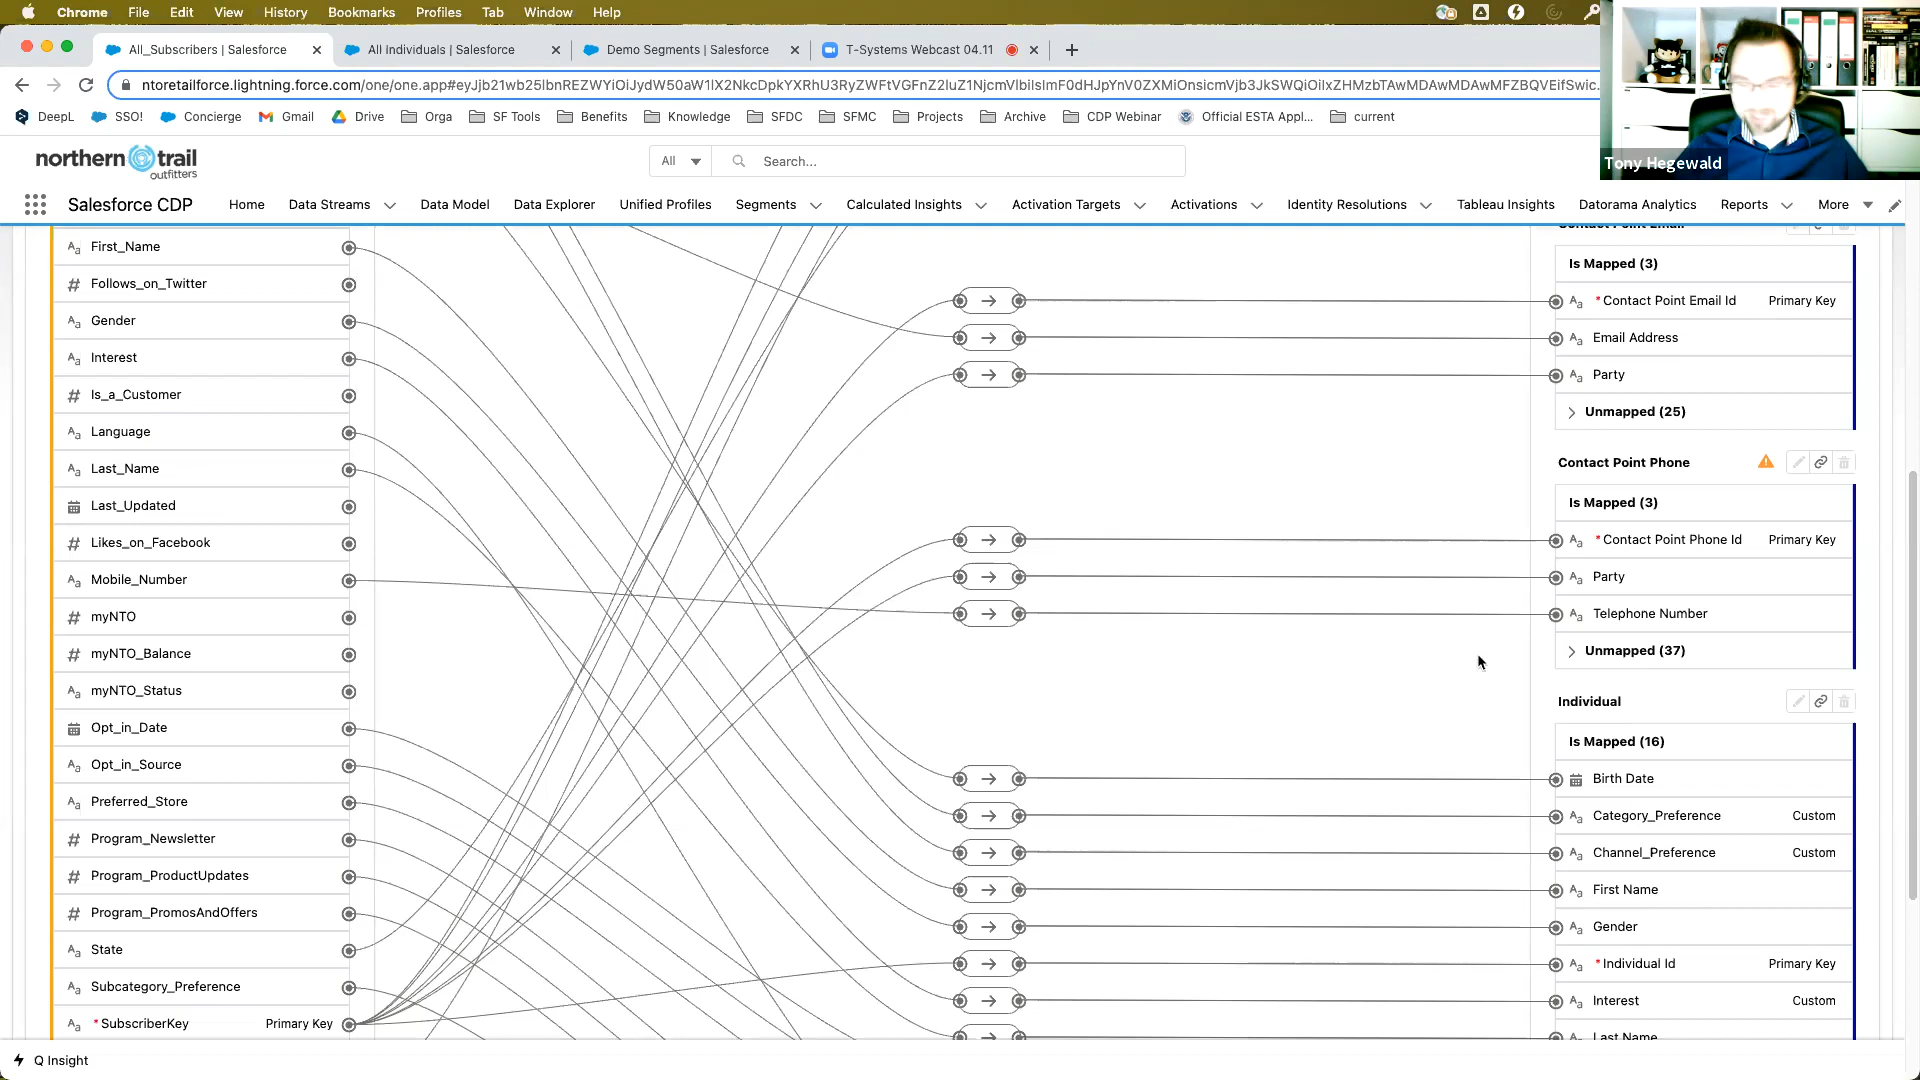 Chrome File Edit View History Bookmarks Profiles Tab Window Help
All_Subscribers | Salesforce
All Individuals | Salesforce
Demo Segments | Salesforce
T-Systems Webcast 04.11
DeepL SSO! Concierge Gmail Drive Orga SF Tools Benefits Knowledge SFDC SFMC Projects Archive CDP Webinar Official ESTA Appl... current
Tony Hegewald
northern trail
outfitters
All Search...
Salesforce CDP Home Data Streams Data Model Data Explorer Unified Profiles Segments Calculated Insights Activation Targets Activations Identity Resolutions Tableau Insights Datorama Analytics Reports More
First_Name
Follows_on_Twitter
Gender
Interest
Is_a_Customer
Language
Last_Name
Last_Updated
Likes_on_Facebook
Mobile_Number
myNTO
myNTO_Balance
myNTO_Status
Opt_in_Date
Opt_in_Source
Preferred_Store
Program_Newsletter
Program_ProductUpdates
Program_PromosAndOffers
State
Subcategory_Preference
*SubscriberKey Primary Key
Contact Point Email
Is Mapped (3)
*Contact Point Email Id Primary Key
Email Address
Party
Unmapped (25)
Contact Point Phone
Is Mapped (3)
*Contact Point Phone Id Primary Key
Party
Telephone Number
Unmapped (37)
Individual
Is Mapped (16)
Birth Date
Category_Preference Custom
Channel_Preference Custom
First Name
Gender
*Individual Id Primary Key
Interest Custom
Last Name
Q Insight